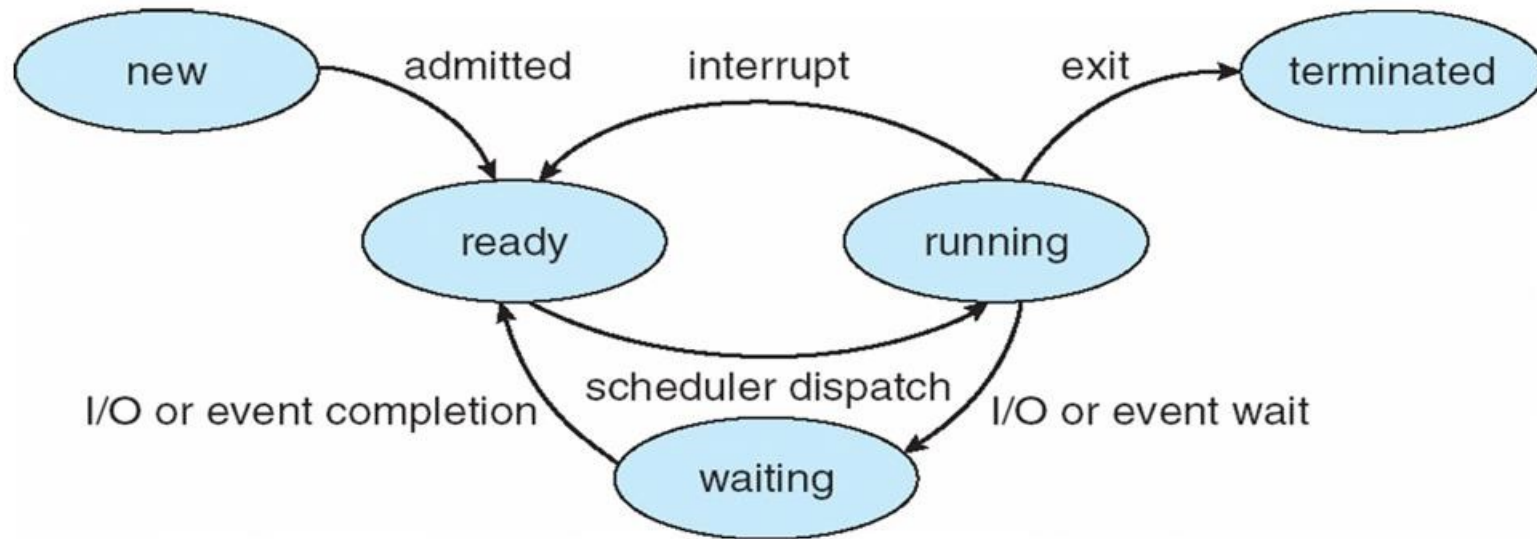 new
admitted
interrupt
exit
terminated
ready
running
scheduler dispatch
I/O or event completion
I/O or event wait
waiting